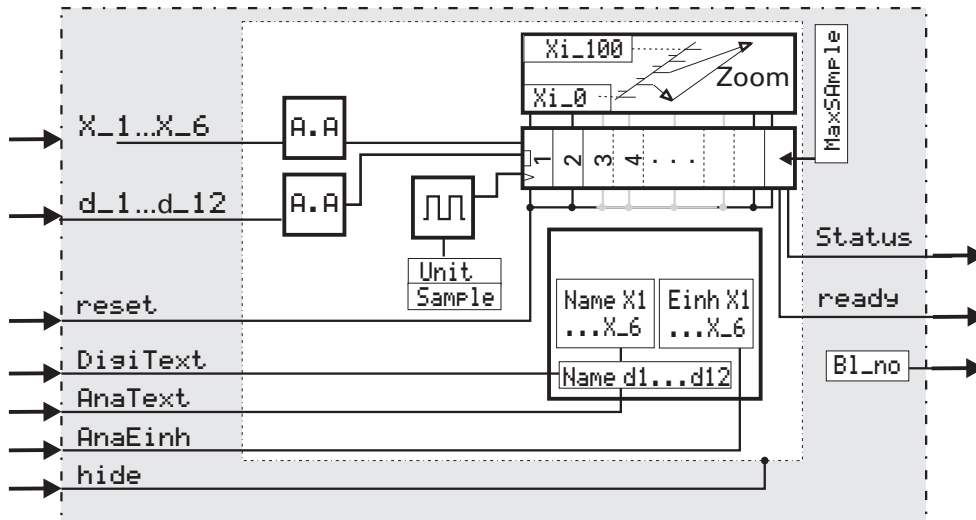 Xi_100
Zoom
Xi_0
MaxSAmple
X_1...X_6
A.A
1 2 3 4 . . .
d_1...d_12
A.A
Unit
Sample
Status
reset
Name X1
...X_6
Einh X1
...X_6
ready
DigiText
Name d1...d12
Bl_no
AnaText
AnaEinh
hide